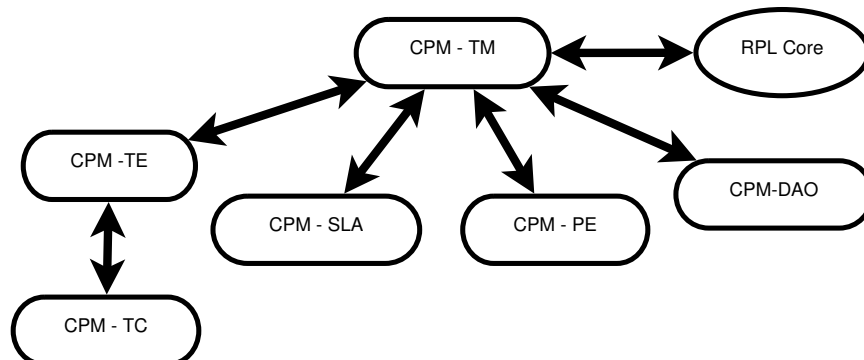 CPM - TM
RPL Core
CPM -TE
CPM-DAO
CPM - SLA
CPM - PE
CPM - TC